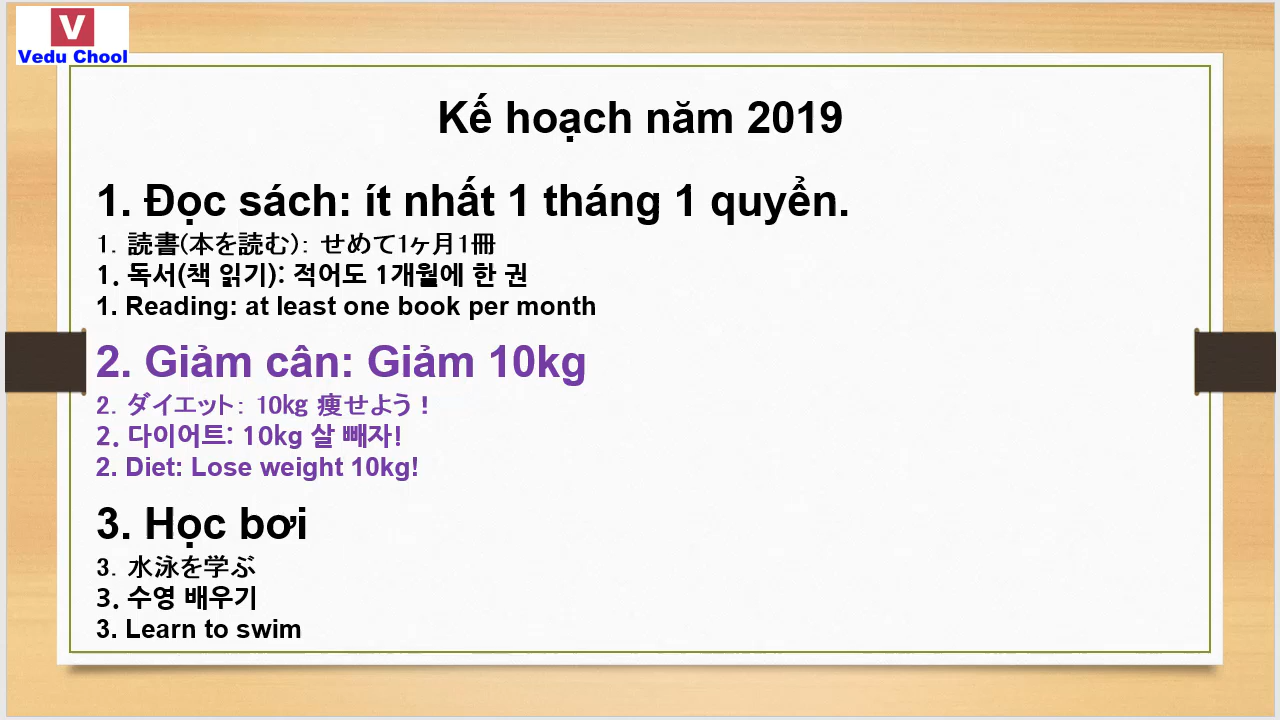 V
Vedu Chool
Kế hoạch năm 2019
1. Đọc sách: ít nhất 1 tháng 1 quyển.
1. 読書(本を読む): せめて1ヶ月1冊
1. 독서(책 읽기): 적어도 1개월에 한 권
1. Reading: at least one book per month
2. Giảm cân: Giảm 10kg
2. ダイエット: 10kg 痩せよう！
2. 다이어트: 10kg 살 빼자!
2. Diet: Lose weight 10kg!
3. Học bơi
3. 水泳を学ぶ
3. 수영 배우기
3. Learn to swim